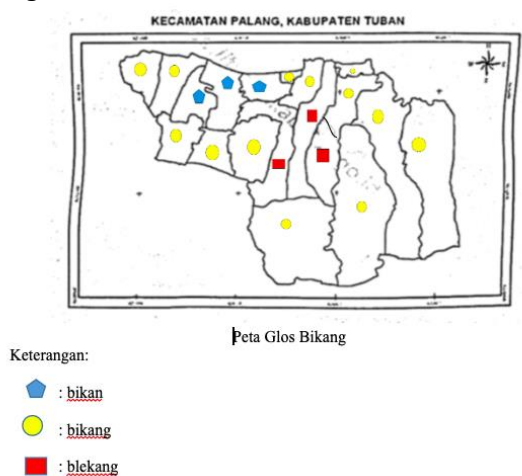 KECAMATAN PALANG, KABUPATEN TUBAN
Peta Glos Bikang
Keterangan:
: bikan
: bikang
: blekang